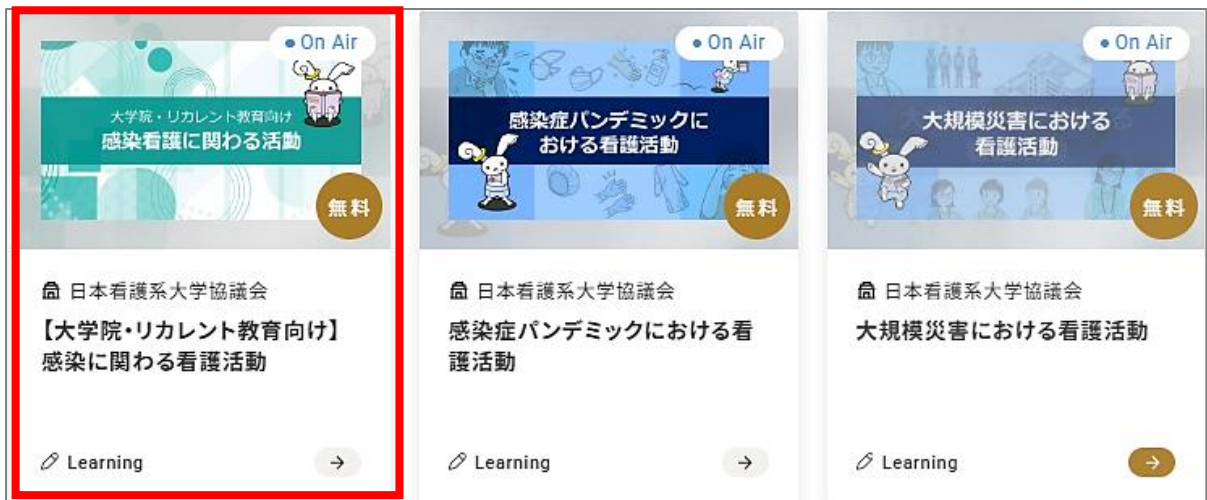 On Air
大学院・リカレント教育向け
感染看護に関わる活動
無料
日本看護系大学協議会
【大学院・リカレント教育向け】
感染に関わる看護活動
Learning
On Air
感染症パンデミックに
おける看護活動
無料
日本看護系大学協議会
感染症パンデミックにおける看
護活動
Learning
On Air
大規模災害における
看護活動
無料
日本看護系大学協議会
大規模災害における看護活動
Learning